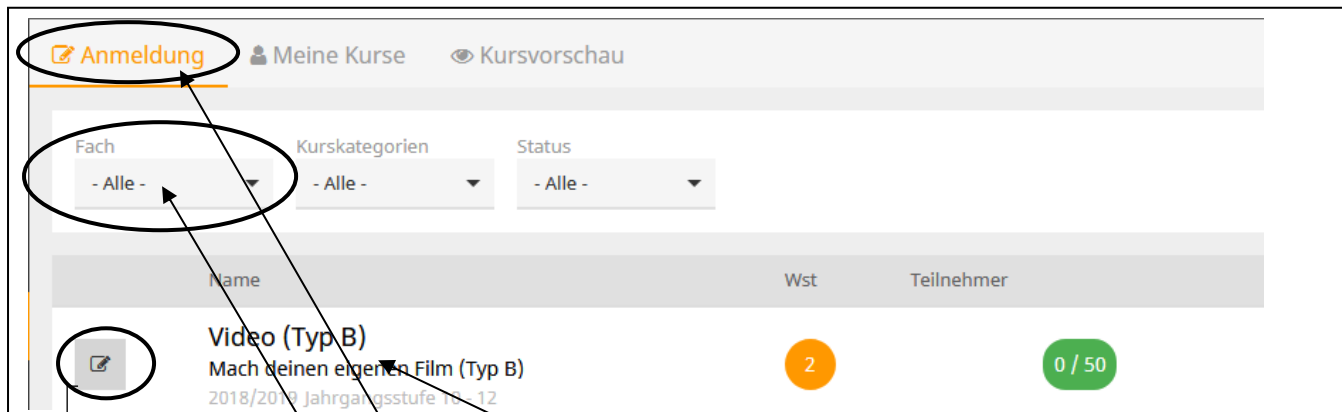 Anmeldung Meine Kurse Kursvorschau
Fach Kurskategorien Status
- Alle - - Alle - - Alle -
Name Wst Teilnehmer
Video (Typ B)
Mach deinen eigenen Film (Typ B) 2 0 / 50
2018/2019 Jahrgangsstufe 10 - 12